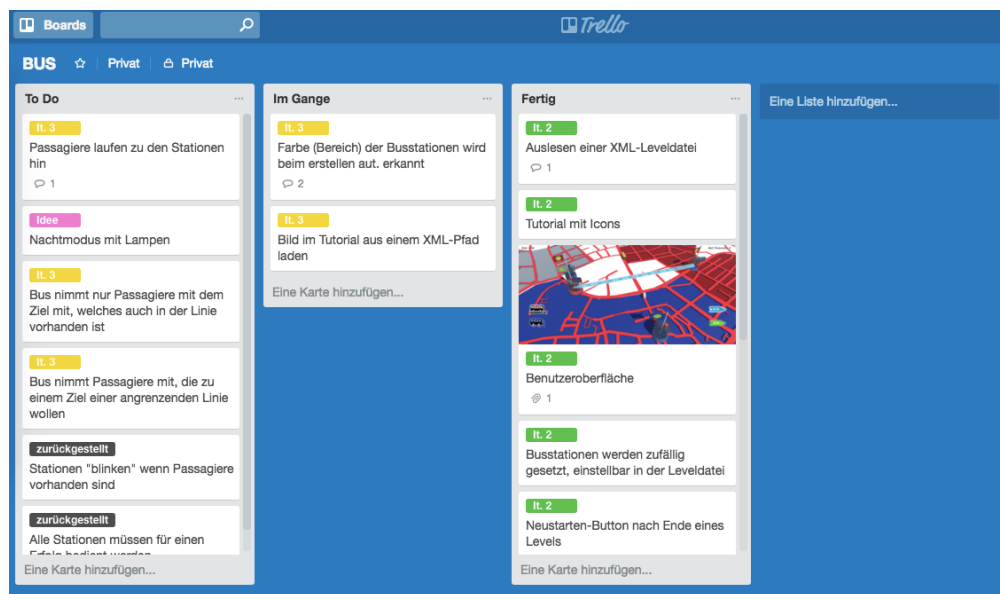 Boards
Trello
BUS
Privat
Privat
To Do
It. 3
Passagiere laufen zu den Stationen
hin
1
Idee
Nachtmodus mit Lampen
It. 3
Bus nimmt nur Passagiere mit dem
Ziel mit, welches auch in der Linie
vorhanden ist
It. 3
Bus nimmt Passagiere mit, die zu
einem Ziel einer angrenzenden Linie
wollen
zurückgestellt
Stationen "blinken" wenn Passagiere
vorhanden sind
zurückgestellt
Alle Stationen müssen für einen
Erfolg bedient werden
Eine Karte hinzufügen...
Im Gange
It. 3
Farbe (Bereich) der Busstationen wird
beim erstellen aut. erkannt
2
It. 3
Bild im Tutorial aus einem XML-Pfad
laden
Eine Karte hinzufügen...
Fertig
It. 2
Auslesen einer XML-Leveldatei
1
It. 2
Tutorial mit Icons
It. 2
Benutzeroberfläche
1
It. 2
Busstationen werden zufällig
gesetzt, einstellbar in der Leveldatei
It. 2
Neustarten-Button nach Ende eines
Levels
Eine Karte hinzufügen...
Eine Liste hinzufügen...